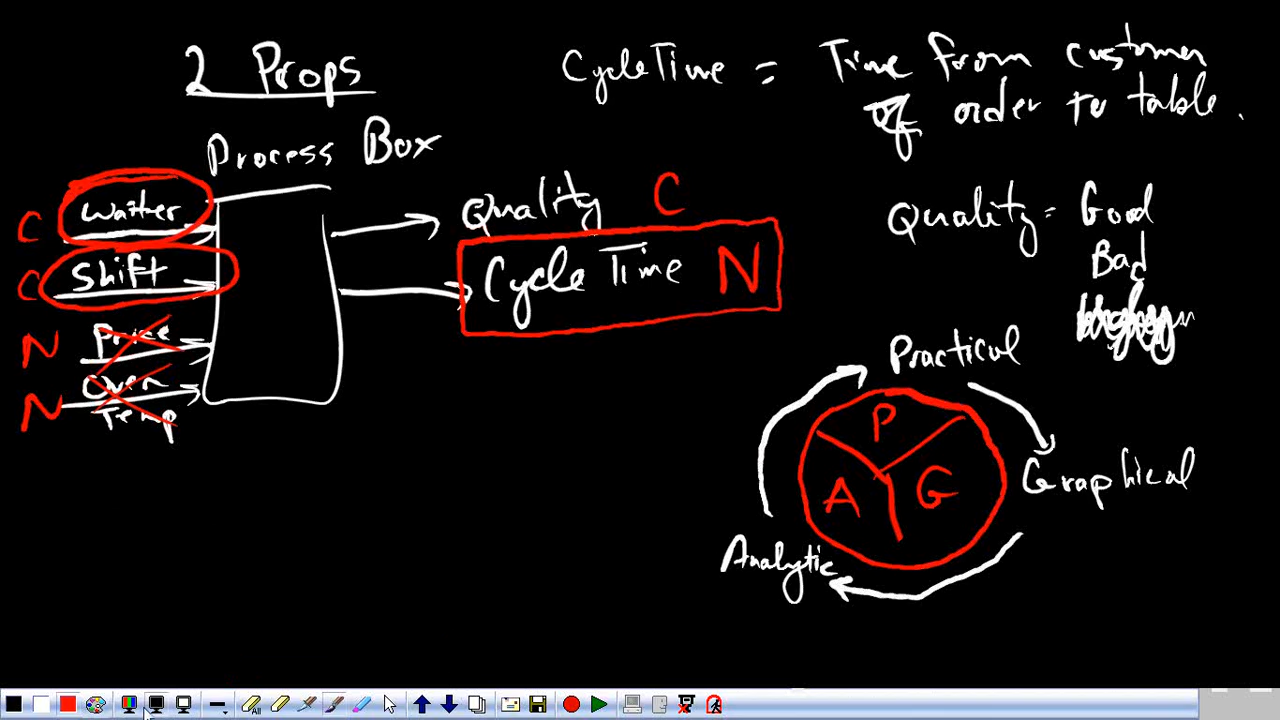 2 Props
CycleTime = Time from customer
order to table.
Process Box
C waiter
C Shift
N Price
N Oven
Temp
Quality C
Cycle Time N
Quality = Good
Bad
Practical
P
A G
Graphical
Analytic
All